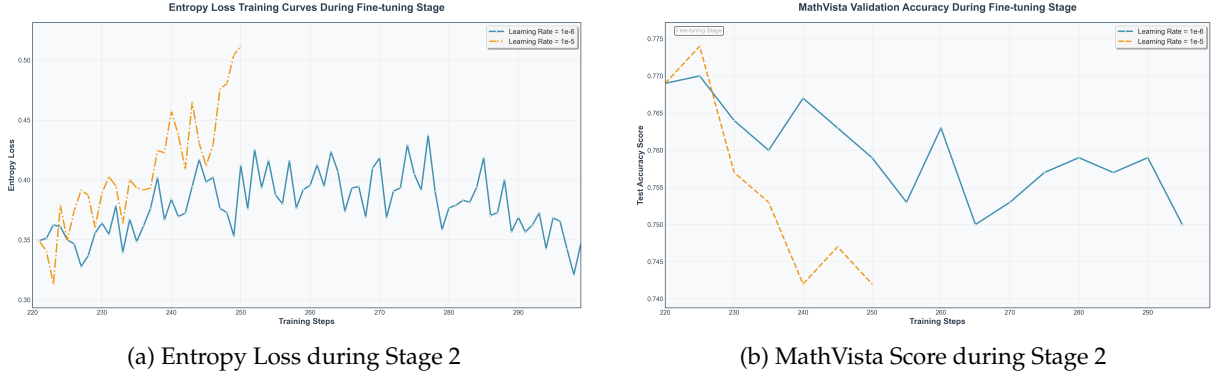 Entropy Loss Training Curves During Fine-tuning Stage
Learning Rate = 1e-6
Learning Rate = 1e-5
Entropy Loss
0.50
0.45
0.40
0.35
0.30
220
230
240
250
260
270
280
290
Training Steps
(a) Entropy Loss during Stage 2
MathVista Validation Accuracy During Fine-tuning Stage
Fine-tuning Stage
Learning Rate = 1e-6
Learning Rate = 1e-5
Test Accuracy Score
0.775
0.770
0.765
0.760
0.755
0.750
0.745
0.740
220
230
240
250
260
270
280
290
Training Steps
(b) MathVista Score during Stage 2